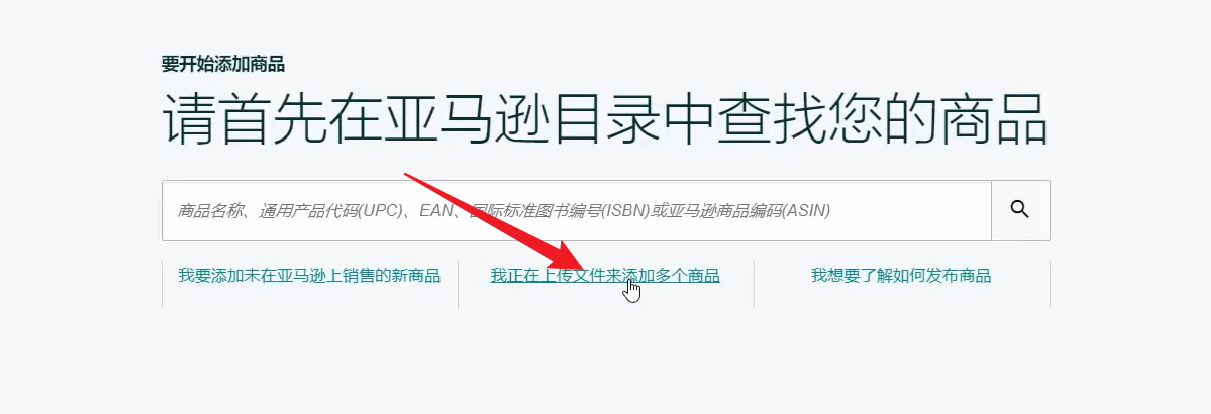 要开始添加商品
请首先在亚马逊目录中查找您的商品
商品名称、通用产品代码(UPC)、EAN、国际标准图书编号(ISBN)或亚马逊商品编码(ASIN)
我要添加未在亚马逊上销售的新商品
我正在上传文件来添加多个商品
我想要了解如何发布商品